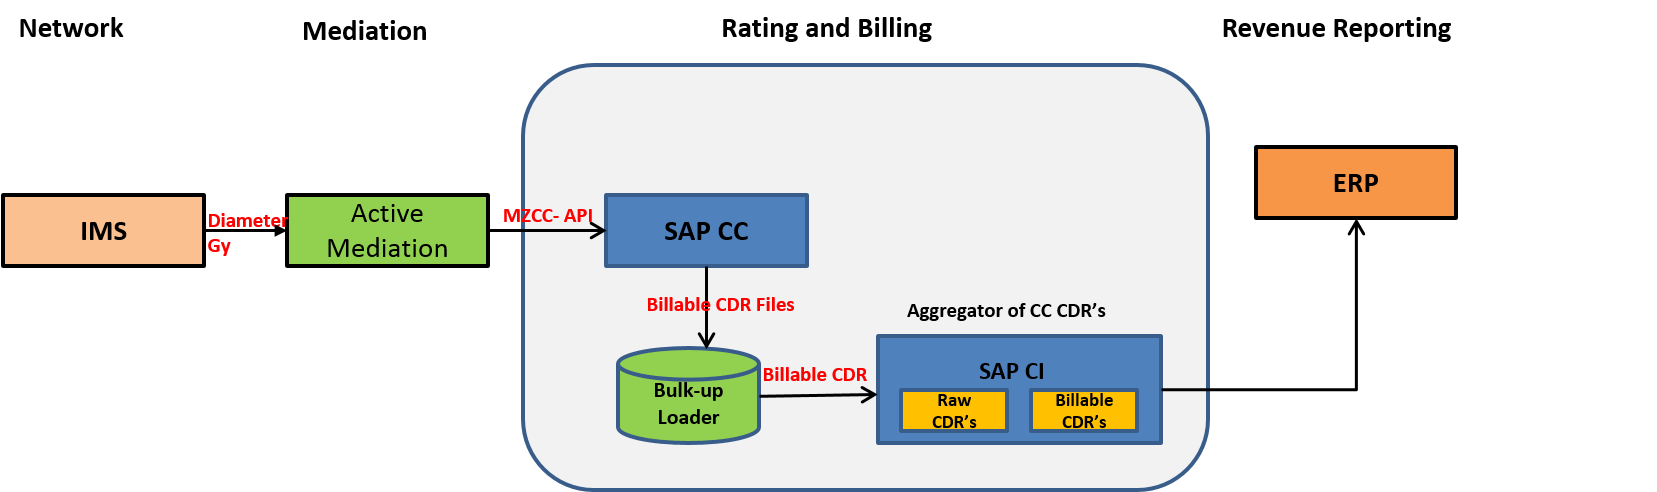 Network
Mediation
Rating and Billing
Revenue Reporting
IMS
Diameter
Gy
Active
Mediation
MZCC- API
SAP CC
ERP
Billable CDR Files
Aggregator of CC CDR's
Bulk-up
Loader
Billable CDR
SAP CI
Raw
CDR's
Billable
CDR's